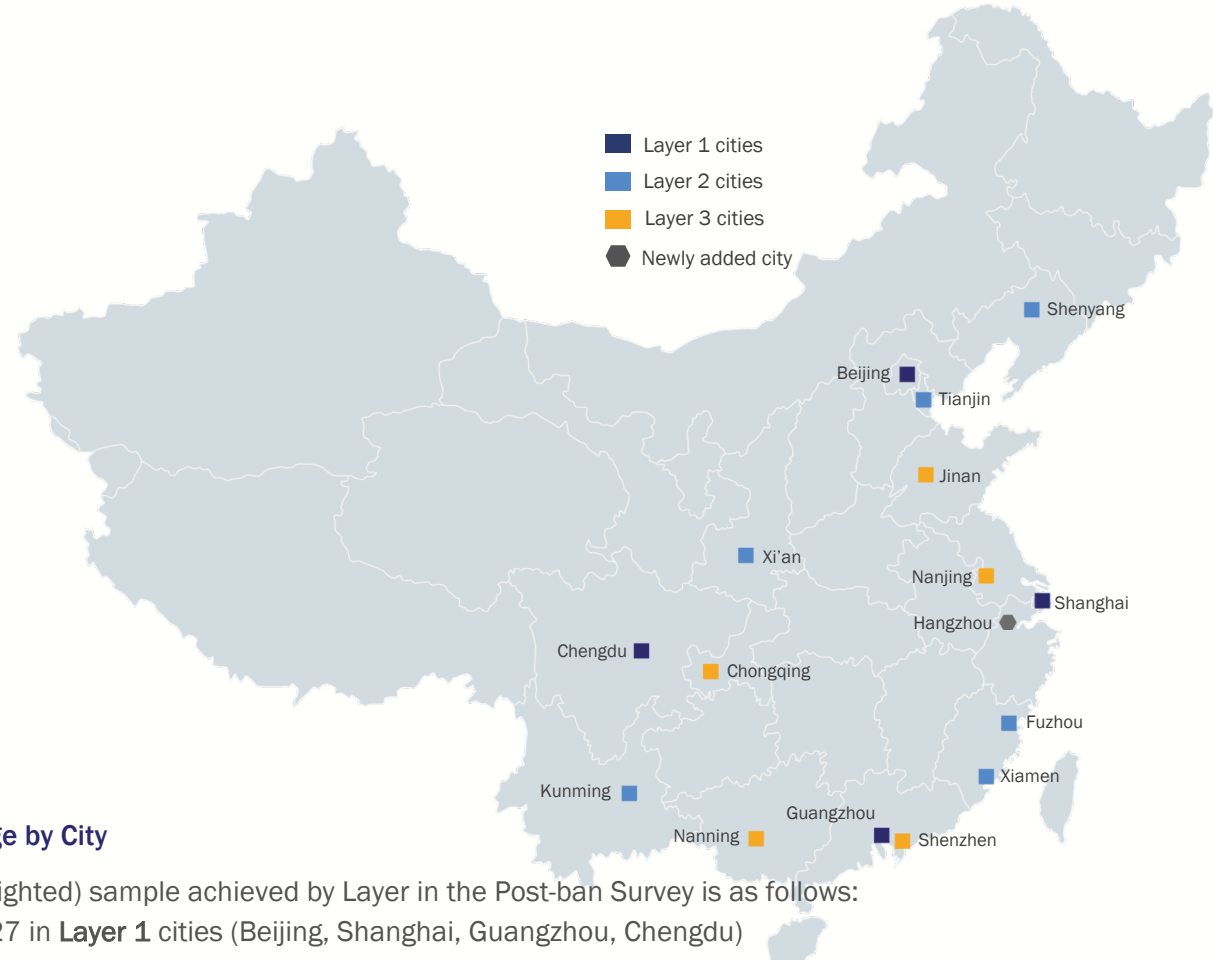 Layer 1 cities
Layer 2 cities
Layer 3 cities
Newly added city
Shenyang
Beijing
Tianjin
Jinan
Xi'an
Nanjing
Shanghai
Hangzhou
Chengdu
Chongqing
Fuzhou
Xiamen
Kunming
Guangzhou
Nanning
Shenzhen
by City
sample achieved by Layer in the Post-ban Survey is as follows:
in Layer 1 cities (Beijing, Shanghai, Guangzhou, Chengdu)